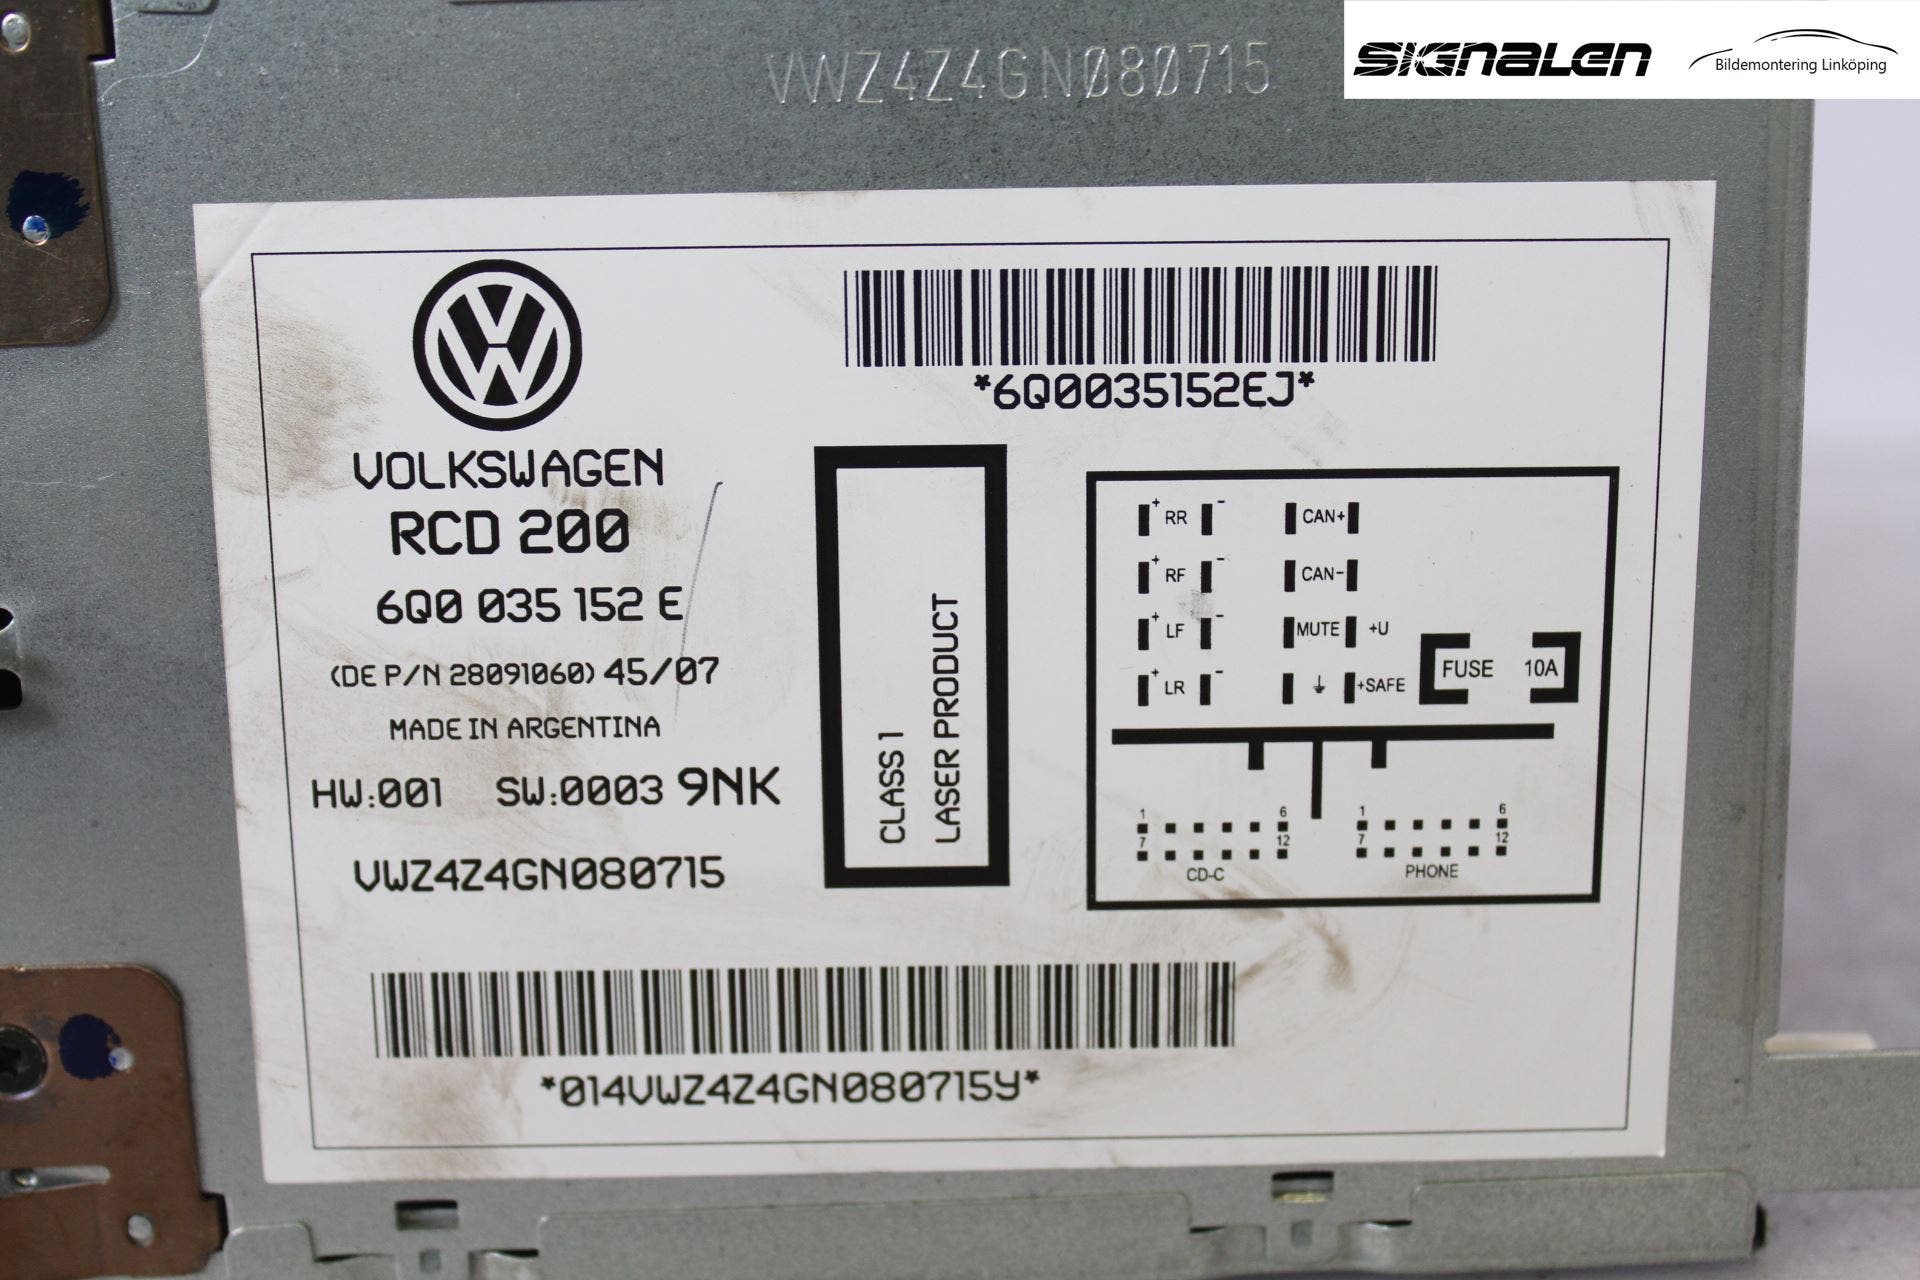 VWZ4Z4GN080715
SIGNALEN
Bildemontering Linköping
*6Q0035152EJ*
VOLKSWAGEN
RCD 200
6Q0 035 152 E
(DE P/N 28091060) 45/07
MADE IN ARGENTINA
HW:001 SW:0003 9NK
VWZ4Z4GN080715
CLASS 1
LASER PRODUCT
+ RR - CAN+
+ RF - CAN-
+ LF - MUTE +U
+ LR - +SAFE
FUSE 10A
1 6 1 6
7 12 7 12
CD-C PHONE
*014VWZ4Z4GN080715Y*